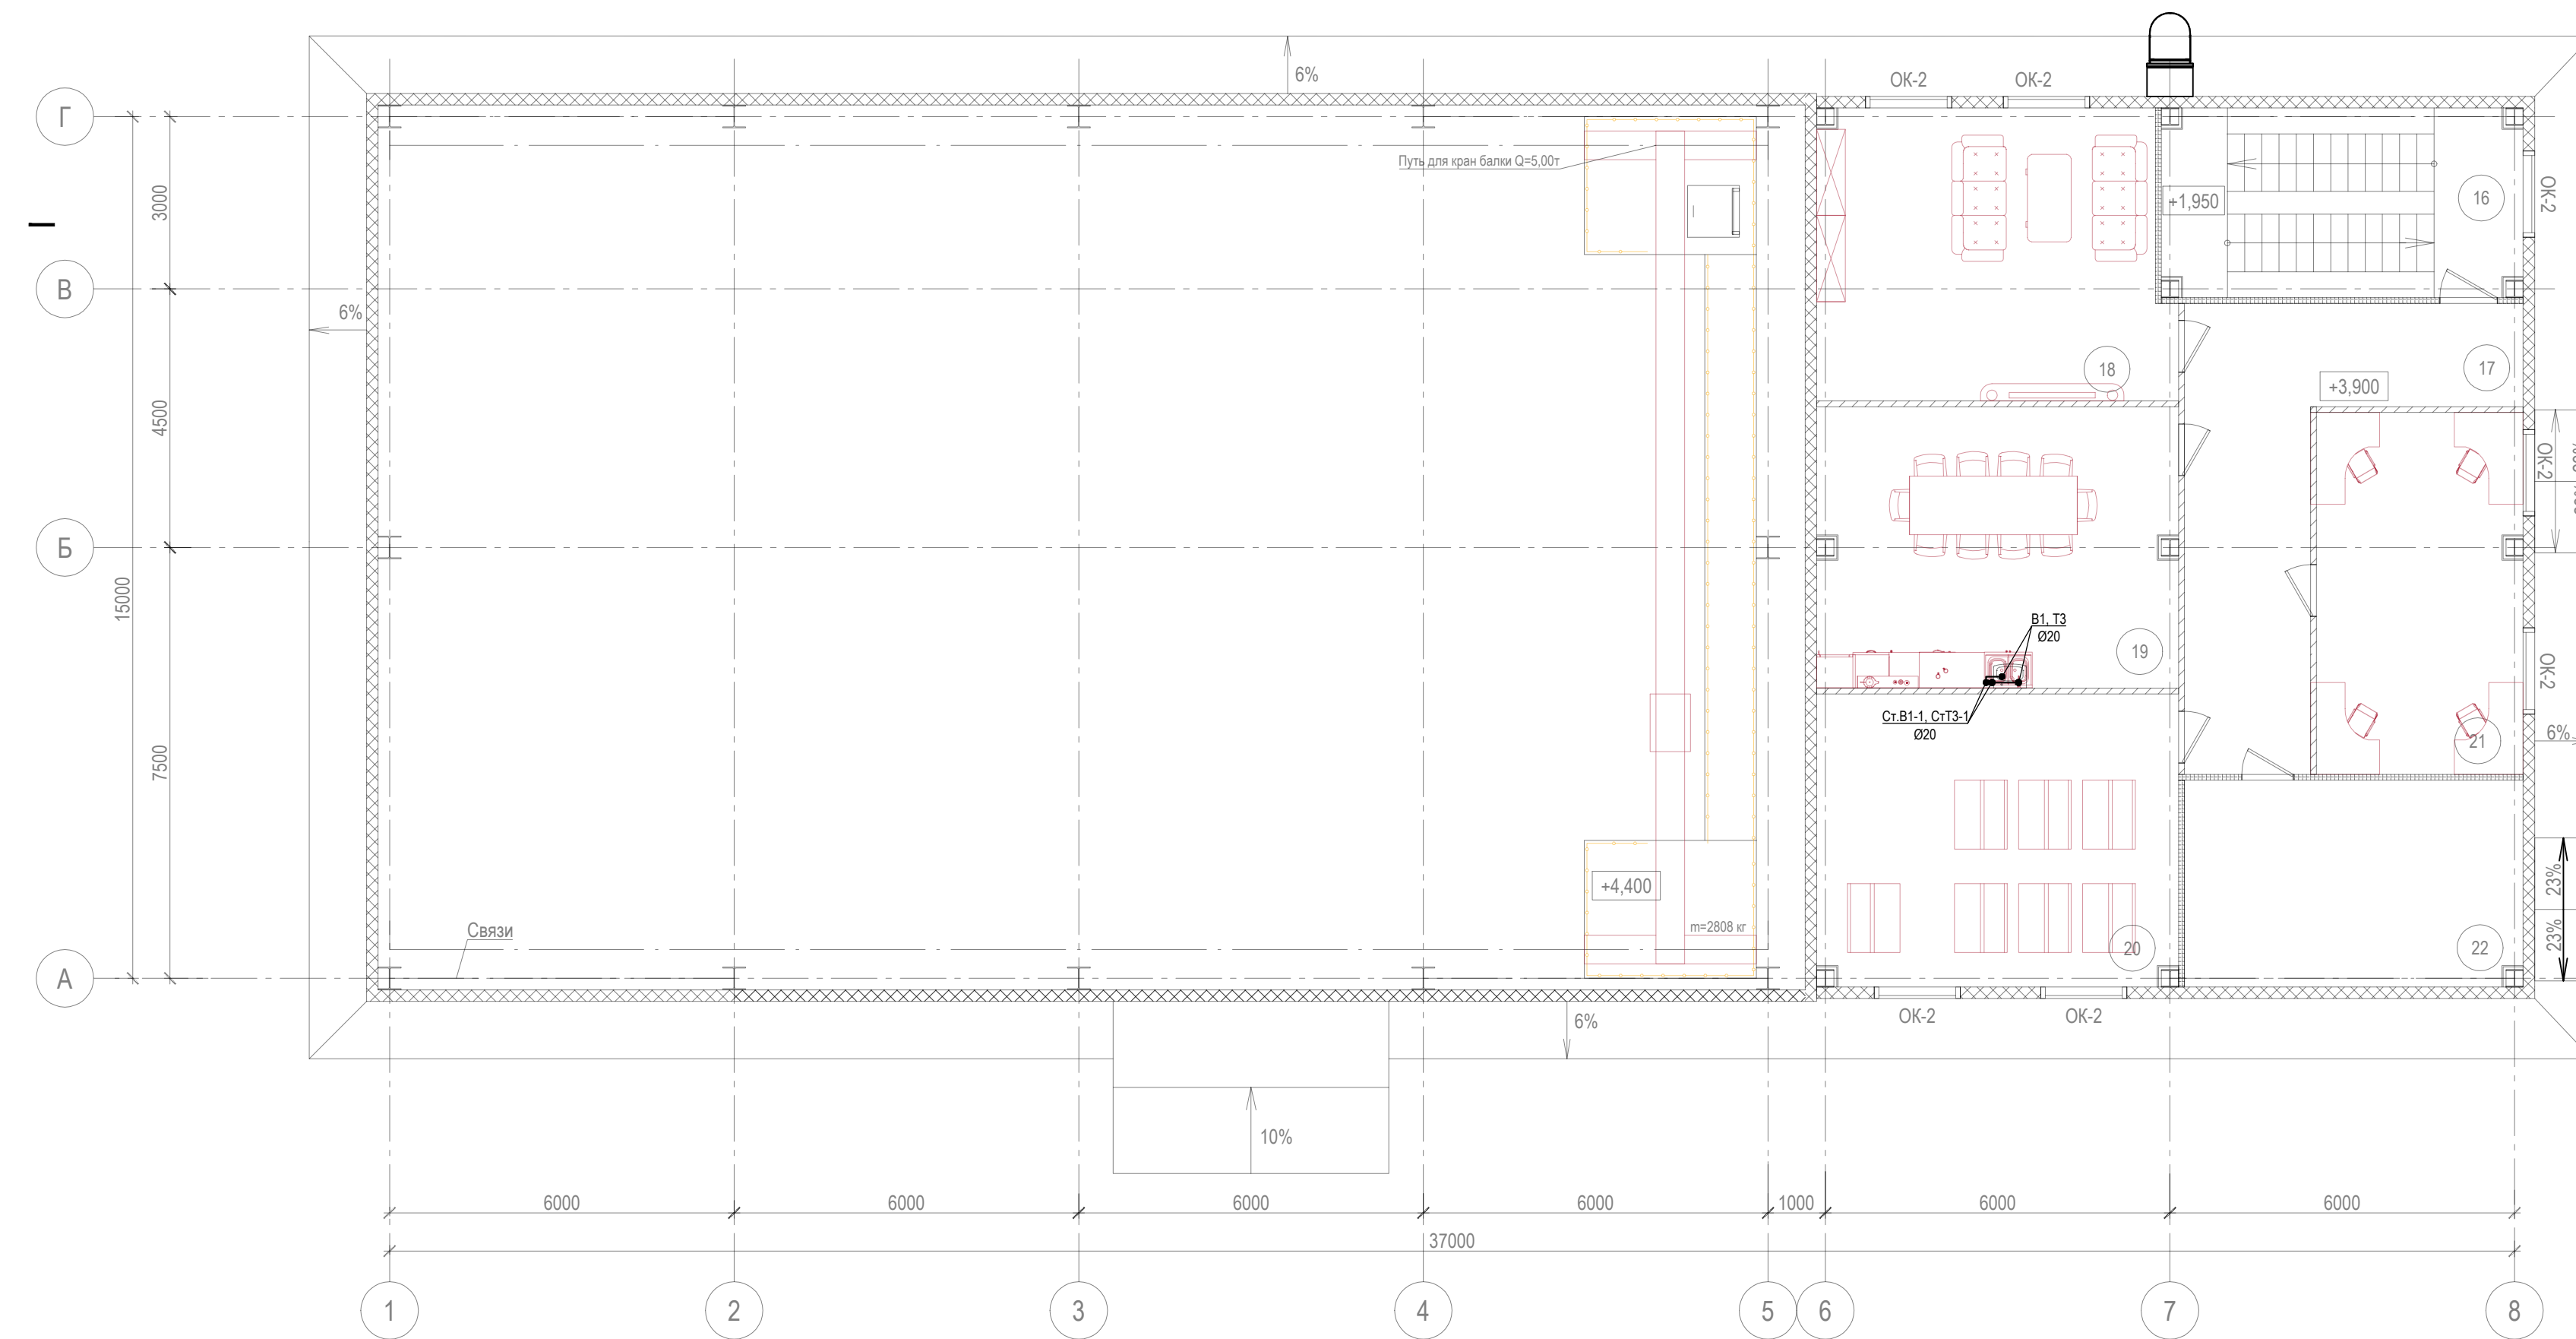 6%
ОК-2
ОК-2
Г
Путь для кран балки Q=5,00т
3000
+1,950
16
ОК-2
В
6%
18
17
+3,900
4500
ОК-2
Б
15000
В1, Т3
Ø20
19
ОК-2
Ст.В1-1, СтТ3-1
Ø20
21
6%
7500
+4,400
23%
Связи
m=2808 кг
20
22
23%
А
6%
ОК-2
ОК-2
10%
6000
6000
6000
6000
1000
6000
6000
37000
1
2
3
4
5
6
7
8